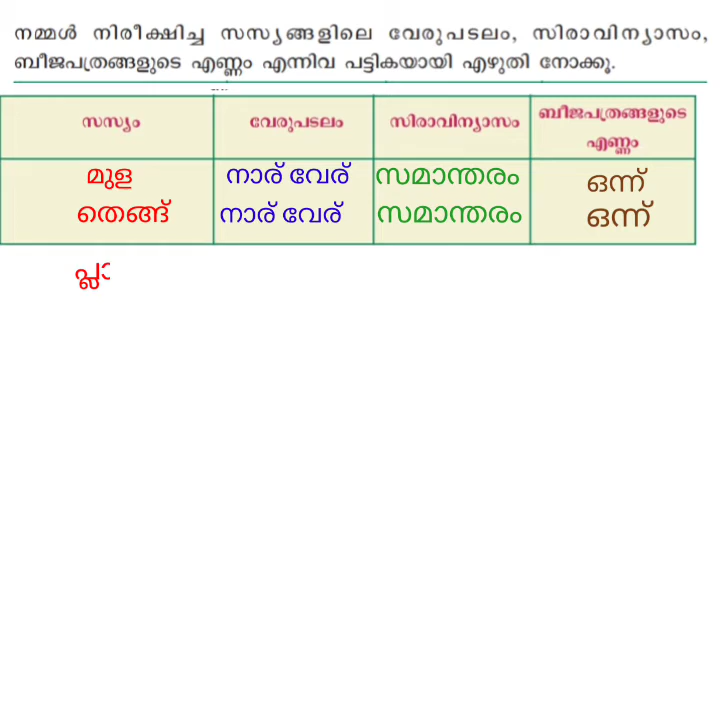 നമ്മൾ നിരീക്ഷിച്ച സസ്യങ്ങളിലെ വേരുപടലം, സിരാവിന്യാസം,
ബീജപത്രങ്ങളുടെ എണ്ണം എന്നിവ പട്ടികയായി എഴുതി നോക്കൂ.
സസ്യം വേരുപടലം സിരാവിന്യാസം ബീജപത്രങ്ങളുടെ എണ്ണം
മുള നാര് വേര് സമാന്തരം ഒന്ന്
തെങ്ങ് നാര് വേര് സമാന്തരം ഒന്ന്
പ്ലാ